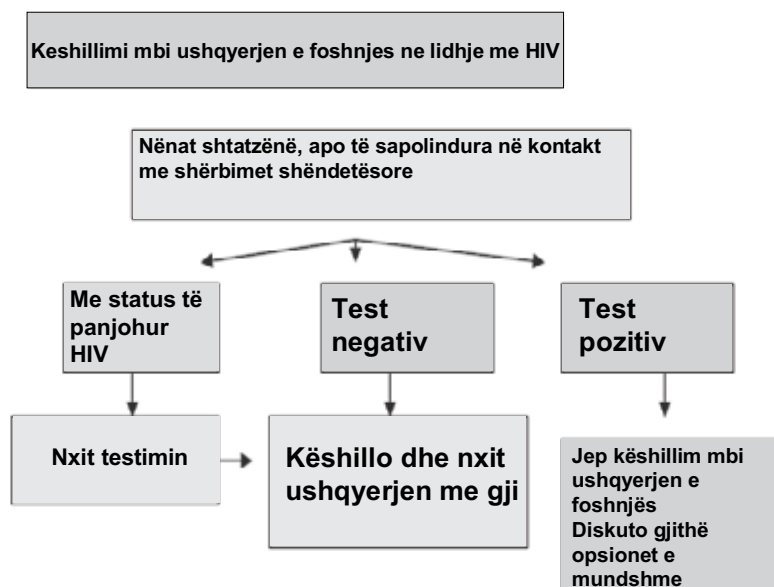 Keshillimi mbi ushqyerjen e foshnjes ne lidhje me HIV
Nënat shtatzënë, apo të sapolindura në kontakt
me shërbimet shëndetësore
Me status të
panjohur
HIV
Test
negativ
Test
pozitiv
Nxit testimin
Këshillo dhe nxit
ushqyerjen me gji
Jep këshillim mbi
ushqyerjen e
foshnjës
Diskuto gjithë
opsionet e
mundshme